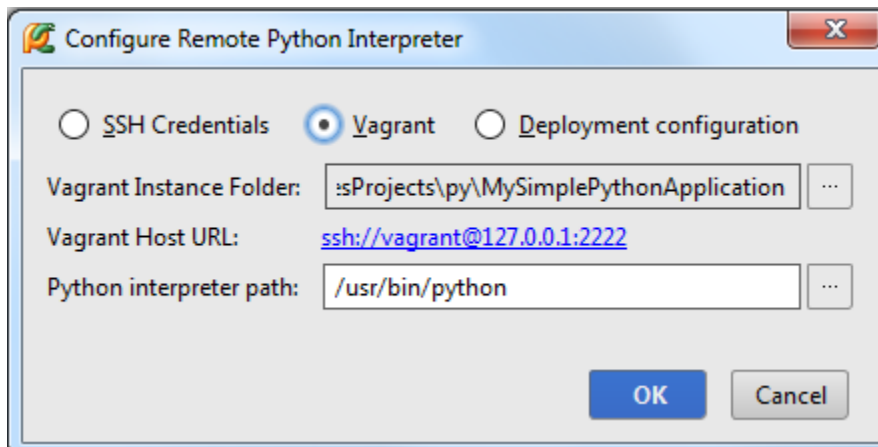 Configure Remote Python Interpreter
SSH Credentials Vagrant Deployment configuration
Vagrant Instance Folder: sProjects\py\MySimplePythonApplication ...
Vagrant Host URL: ssh://vagrant@127.0.0.1:2222
Python interpreter path: /usr/bin/python ...
OK Cancel